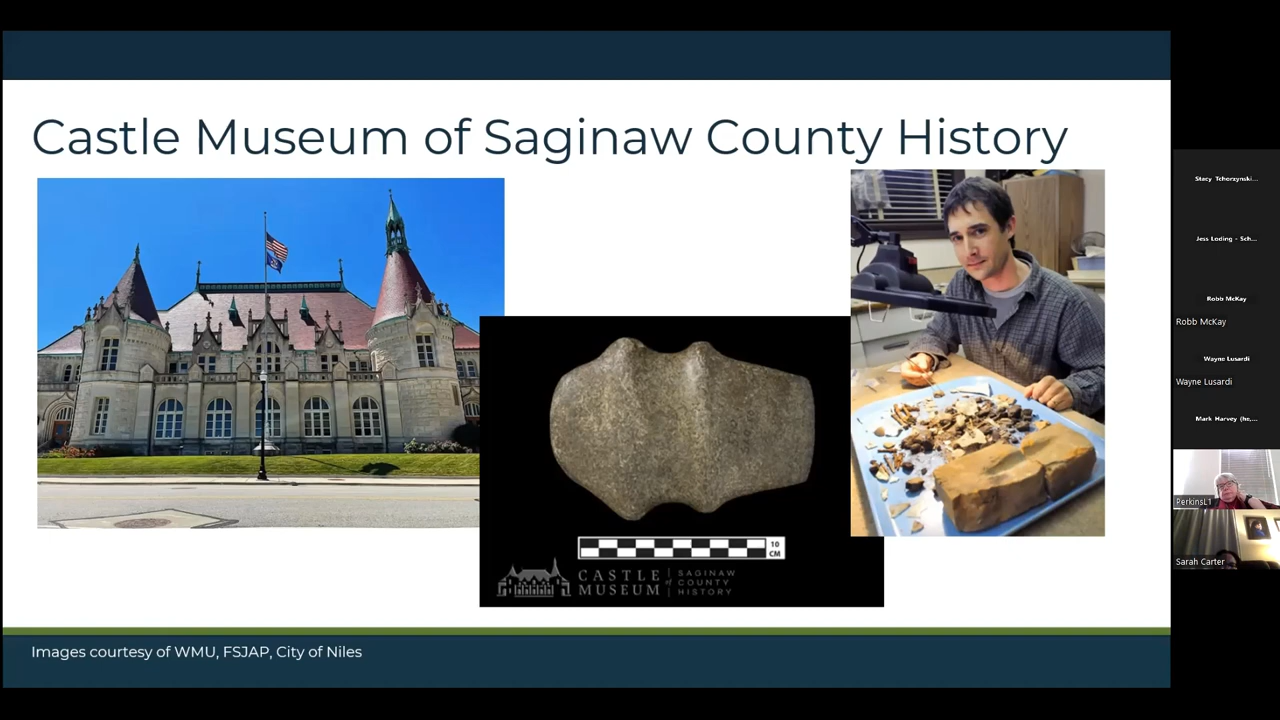 Castle Museum of Saginaw County History
10
CM
CASTLE
MUSEUM
of
SAGINAW
COUNTY
HISTORY
Images courtesy of WMU, FSJAP, City of Niles
Stacy Tchorzynski...
Jess Loding - Sch...
Robb McKay
Robb McKay
Wayne Lusardi
Wayne Lusardi
Mark Harvey (he,...
PerkinsL1
Sarah Carter